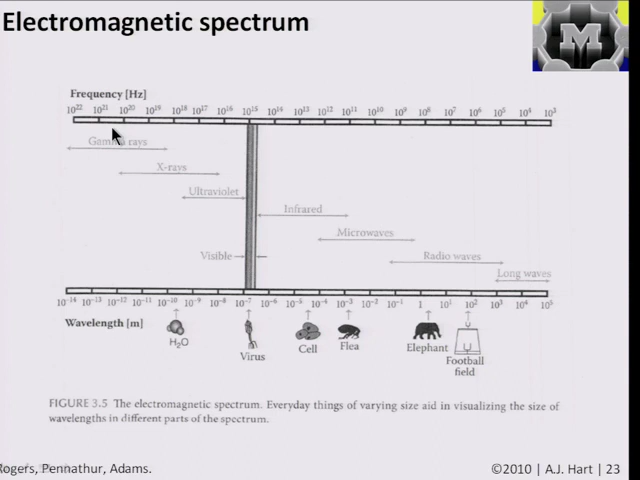 Electromagnetic spectrum
M
Frequency [Hz]
10²² 10²¹ 10²⁰ 10¹⁹ 10¹⁸ 10¹⁷ 10¹⁶ 10¹⁵ 10¹⁴ 10¹³ 10¹² 10¹¹ 10¹⁰ 10⁹ 10⁸ 10⁷ 10⁶ 10⁵ 10⁴ 10³
Gamma rays
X-rays
Ultraviolet
Infrared
Microwaves
Visible
Radio waves
Long waves
10⁻¹⁴ 10⁻¹³ 10⁻¹² 10⁻¹¹ 10⁻¹⁰ 10⁻⁹ 10⁻⁸ 10⁻⁷ 10⁻⁶ 10⁻⁵ 10⁻⁴ 10⁻³ 10⁻² 10⁻¹ 1 10¹ 10² 10³ 10⁴ 10⁵
Wavelength [m]
H₂O
Virus
Cell
Flea
Elephant
Football
field
FIGURE 3.5 The electromagnetic spectrum. Everyday things of varying size aid in visualizing the size of
wavelengths in different parts of the spectrum.
Rogers, Pennathur, Adams.
©2010 | A.J. Hart | 23